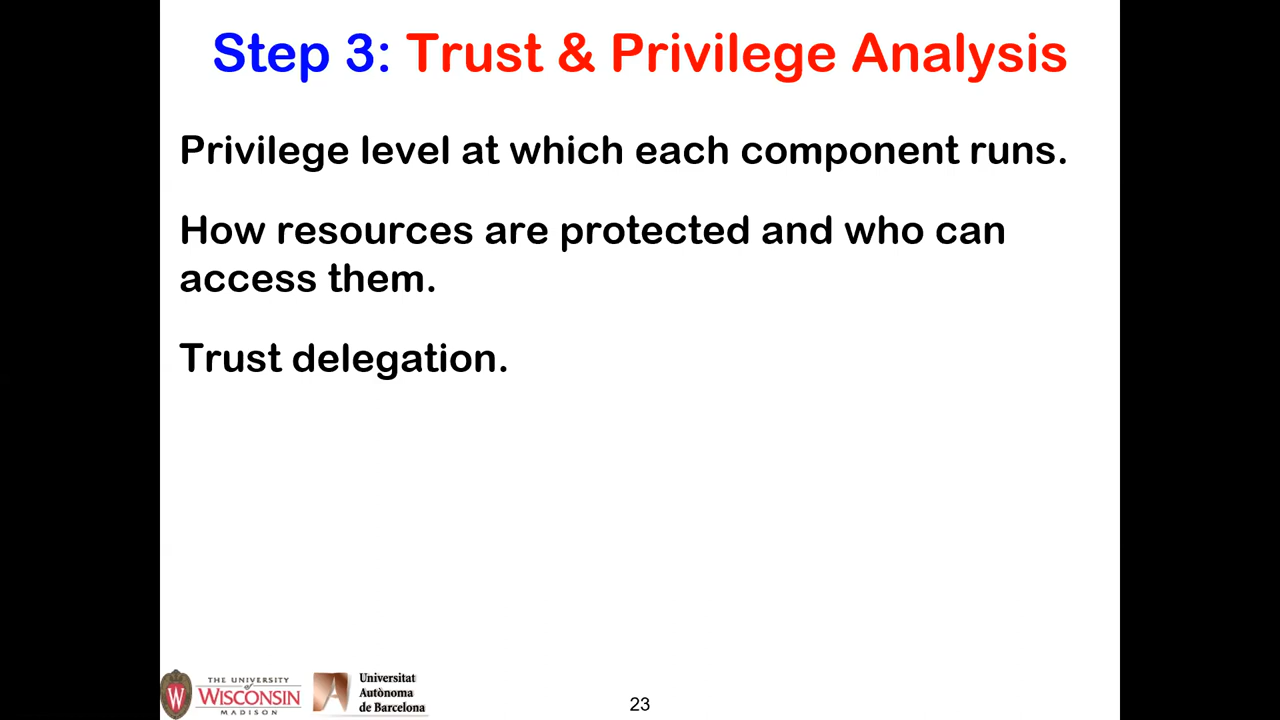 Step 3: Trust & Privilege Analysis
Privilege level at which each component runs.
How resources are protected and who can
access them.
Trust delegation.
THE UNIVERSITY
of
WISCONSIN
MADISON
Universitat
Autònoma
de Barcelona
23